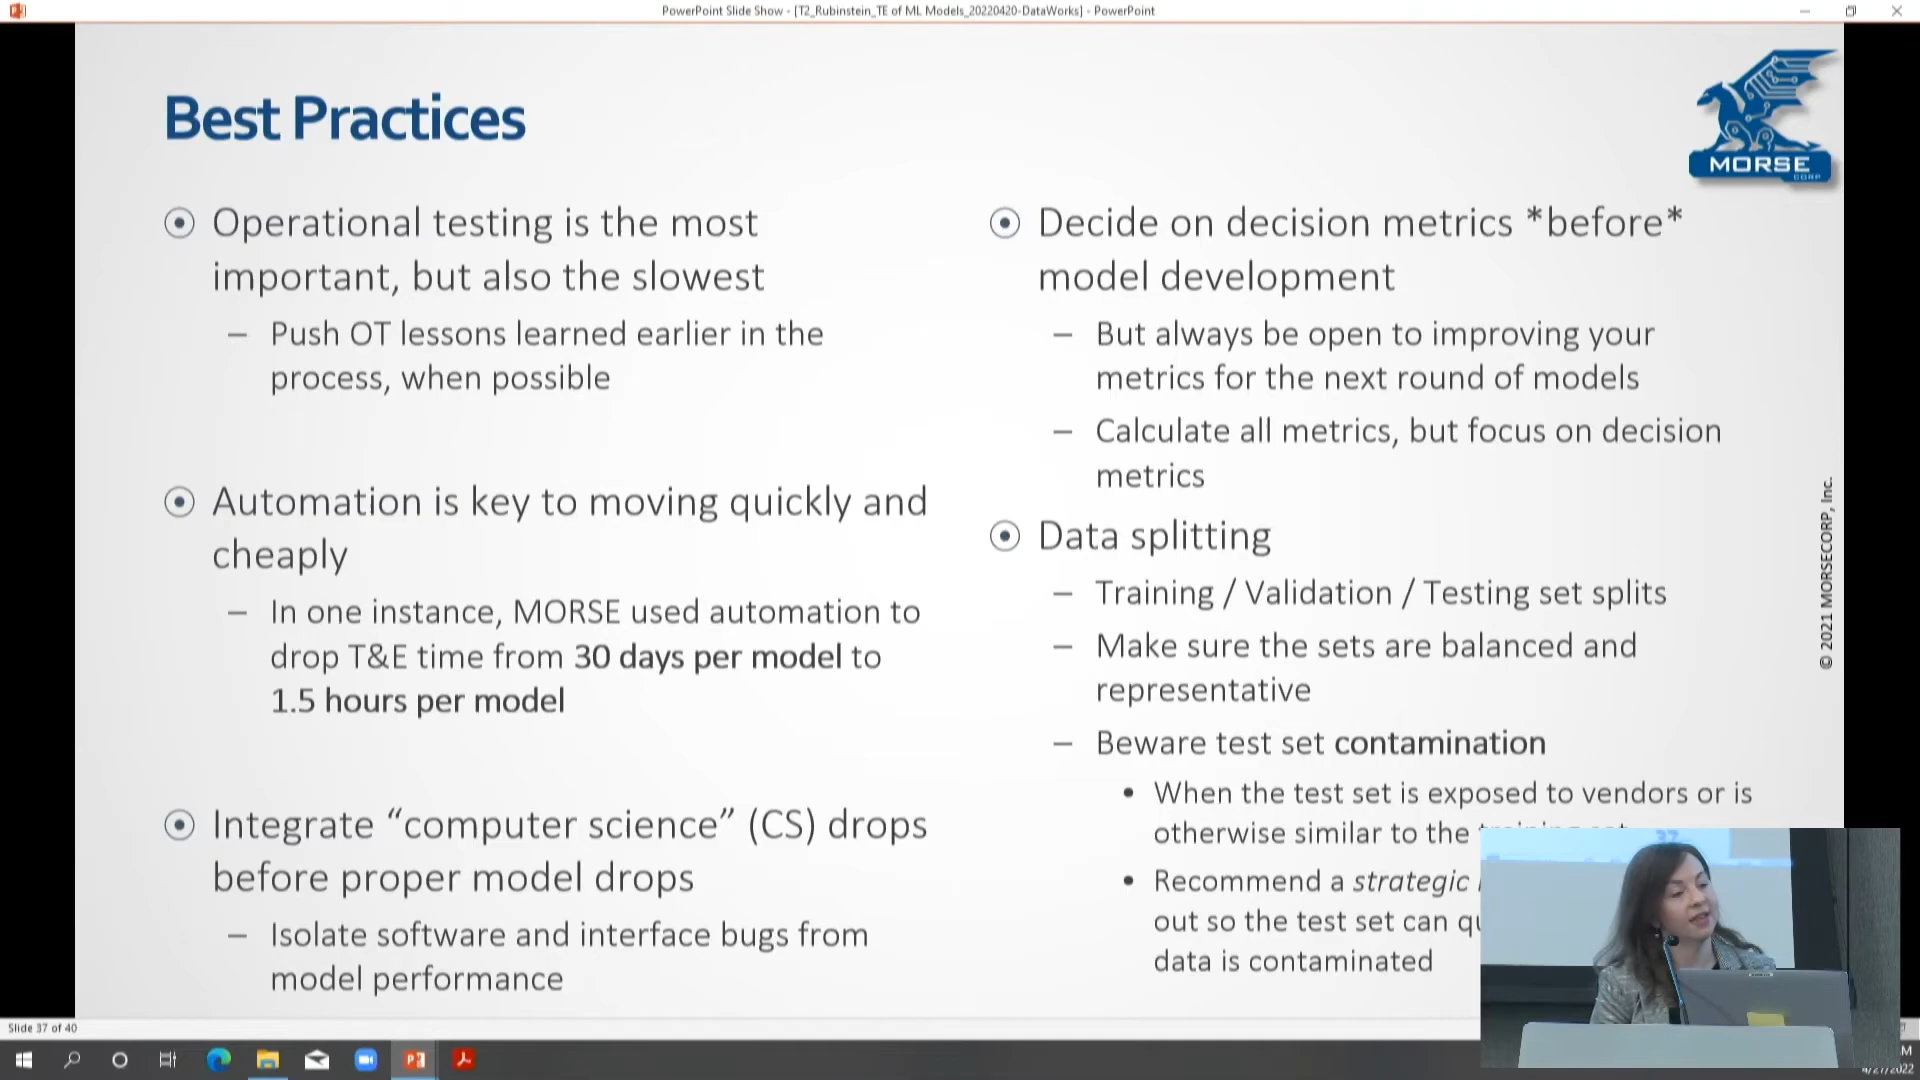 PowerPoint Slide Show - [T2_Rubinstein_TE of ML Models_20220420-DataWorks] - PowerPoint
Best Practices
MORSE
CORP
Operational testing is the most
important, but also the slowest
– Push OT lessons learned earlier in the
process, when possible
Automation is key to moving quickly and
cheaply
– In one instance, MORSE used automation to
drop T&E time from 30 days per model to
1.5 hours per model
Integrate “computer science” (CS) drops
before proper model drops
– Isolate software and interface bugs from
model performance
Decide on decision metrics *before*
model development
– But always be open to improving your
metrics for the next round of models
– Calculate all metrics, but focus on decision
metrics
Data splitting
– Training / Validation / Testing set splits
– Make sure the sets are balanced and
representative
– Beware test set contamination
• When the test set is exposed to vendors or is
otherwise similar to the
• Recommend a strategic
out so the test set can
data is contaminated
© 2021 MORSECORP, Inc.
37
Slide 37 of 40